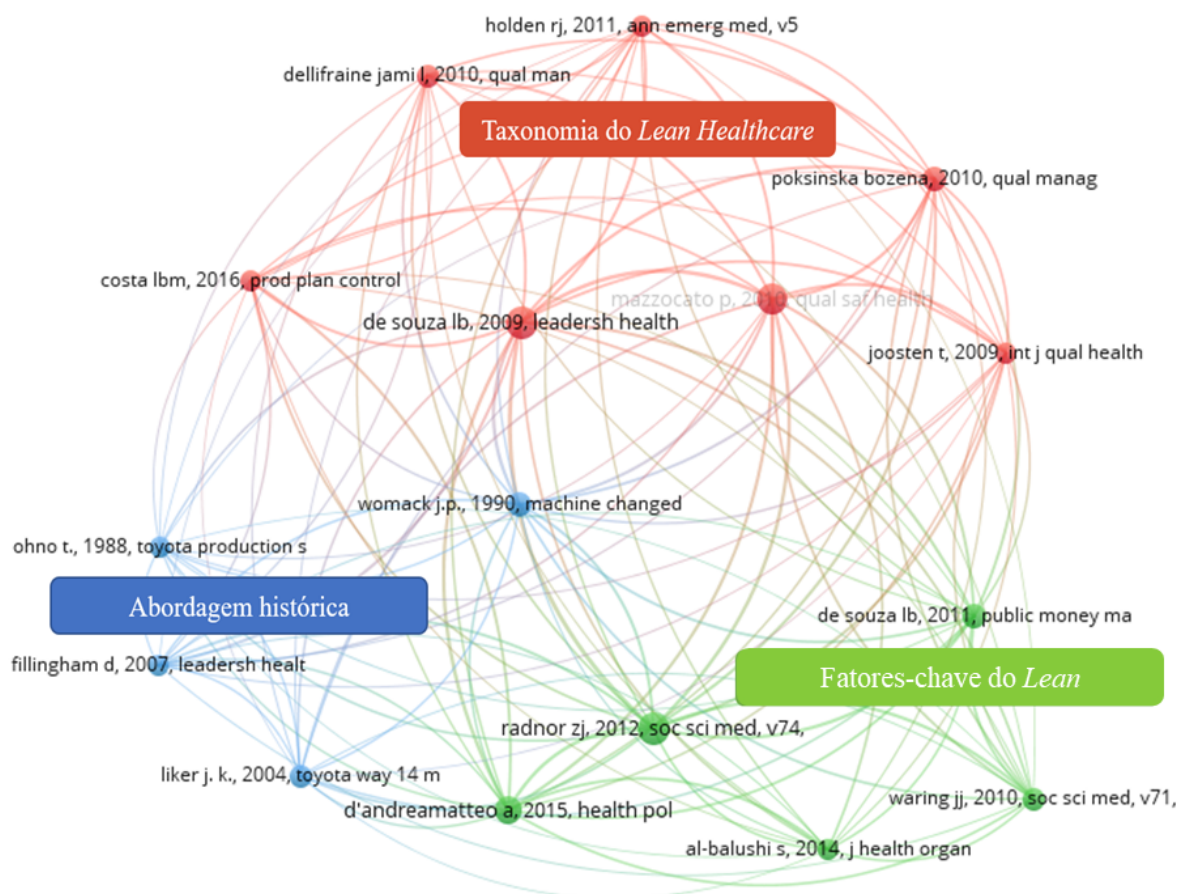 holden rj, 2011, ann emerg med, v5
dellifraine jami l, 2010, qual man
Taxonomia do Lean Healthcare
poksinska bozena, 2010, qual manag
costa lbm, 2016, prod plan control
mazzocato p, 2010, qual saf health
de souza lb, 2009, leadersh health
joosten t, 2009, int j qual health
womack j.p., 1990, machine changed
ohno t., 1988, toyota production s
Abordagem histórica
de souza lb, 2011, public money ma
fillingham d, 2007, leadersh healt
Fatores-chave do Lean
radnor zj, 2012, soc sci med, v74,
liker j. k., 2004, toyota way 14 m
waring jj, 2010, soc sci med, v71,
d'andreamatteo a, 2015, health pol
al-balushi s, 2014, j health organ